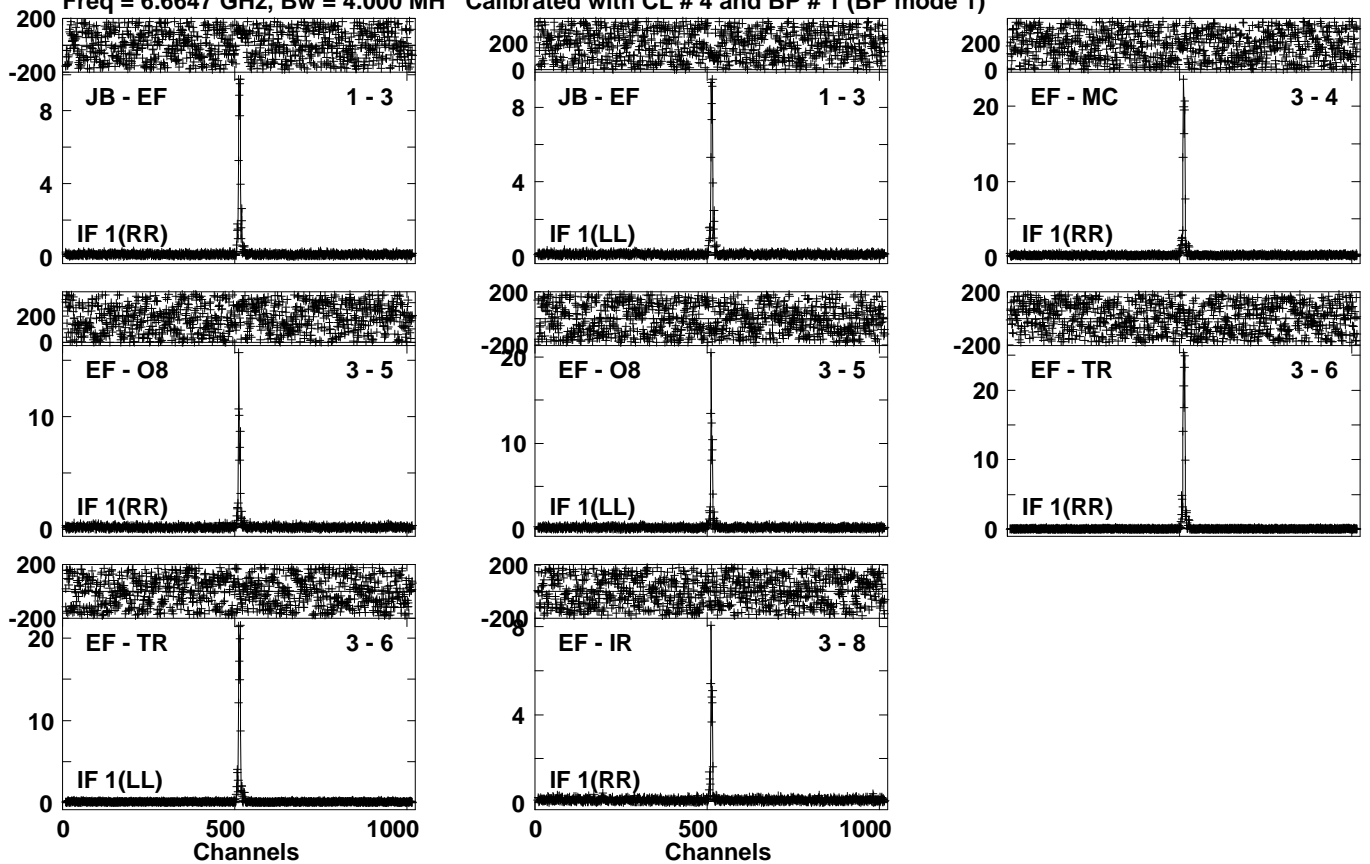 Freq = 6.6647 GHz, Bw = 4.000 MH Calibrated with CL # 4 and BP # 1 (BP mode 1)
200
-200
JB - EF 1 - 3
8
4
0
IF 1(RR)
200
0
JB - EF 1 - 3
8
4
0
IF 1(LL)
200
0
EF - MC 3 - 4
20
10
0
IF 1(RR)
200
0
EF - O8 3 - 5
10
0
IF 1(RR)
200
-200
20
EF - O8 3 - 5
10
0
IF 1(LL)
200
-200
EF - TR 3 - 6
20
10
0
IF 1(RR)
200
-200
20
EF - TR 3 - 6
10
0
IF 1(LL)
0 500 1000
Channels
200
-200
8
EF - IR 3 - 8
4
0
IF 1(RR)
0 500 1000
Channels